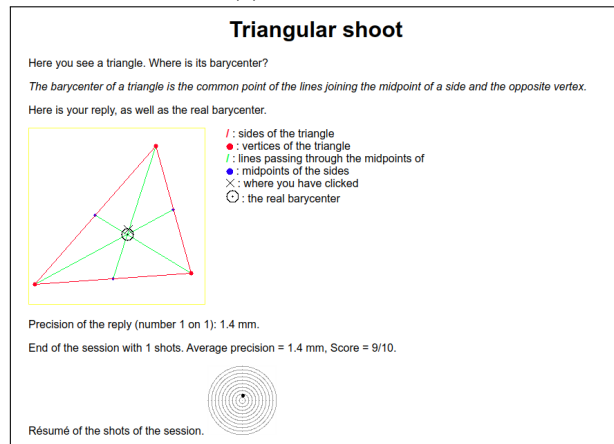 Triangular shoot
Here you see a triangle. Where is its barycenter?
The barycenter of a triangle is the common point of the lines joining the midpoint of a side and the opposite vertex.
Here is your reply, as well as the real barycenter.
/ : sides of the triangle
: vertices of the triangle
/ : lines passing through the midpoints of
: midpoints of the sides
: where you have clicked
: the real barycenter
Precision of the reply (number 1 on 1): 1.4 mm.
End of the session with 1 shots. Average precision = 1.4 mm, Score = 9/10.
Résumé of the shots of the session.